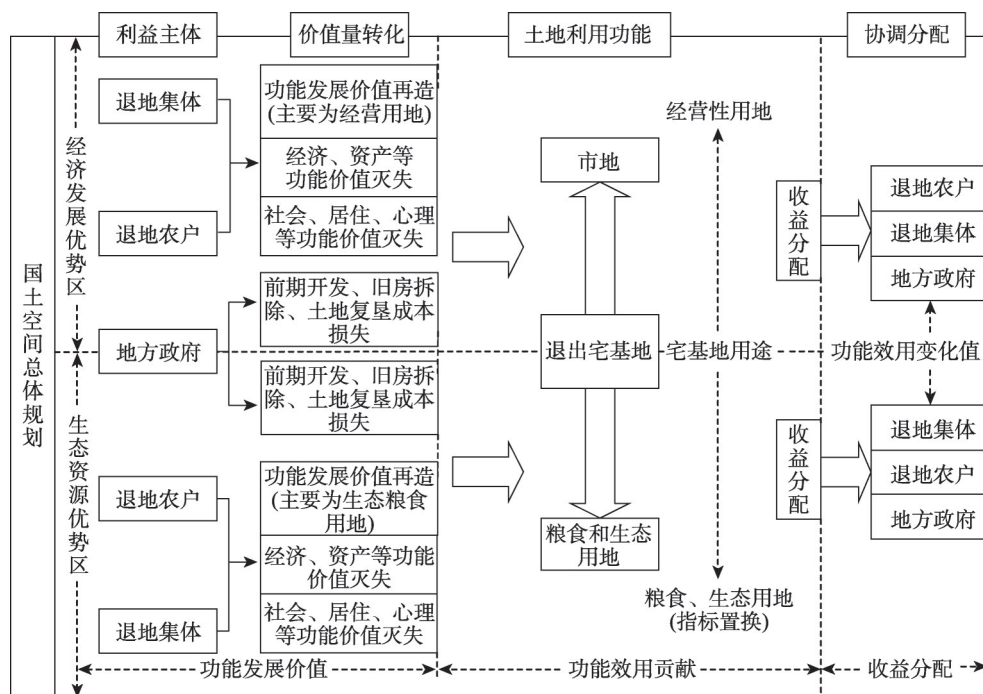 利益主体
价值量转化
土地利用功能
协调分配
国土空间总体规划
经济发展优势区
生态资源优势区
退地集体
退地农户
地方政府
退地农户
退地集体
功能发展价值再造
(主要为经营用地)
经济、资产等
功能价值灭失
社会、居住、心理
等功能价值灭失
前期开发、旧房拆
除、土地复垦成本
损失
前期开发、旧房拆
除、土地复垦成本
损失
功能发展价值再造
(主要为生态粮食
用地)
经济、资产等功能
价值灭失
社会、居住、心理
等功能价值灭失
市地
退出宅基地
粮食和生态
用地
经营性用地
宅基地用途
粮食、生态用地
(指标置换)
收益分配
退地农户
退地集体
地方政府
功能效用变化值
收益分配
退地集体
退地农户
地方政府
功能发展价值
功能效用贡献
收益分配